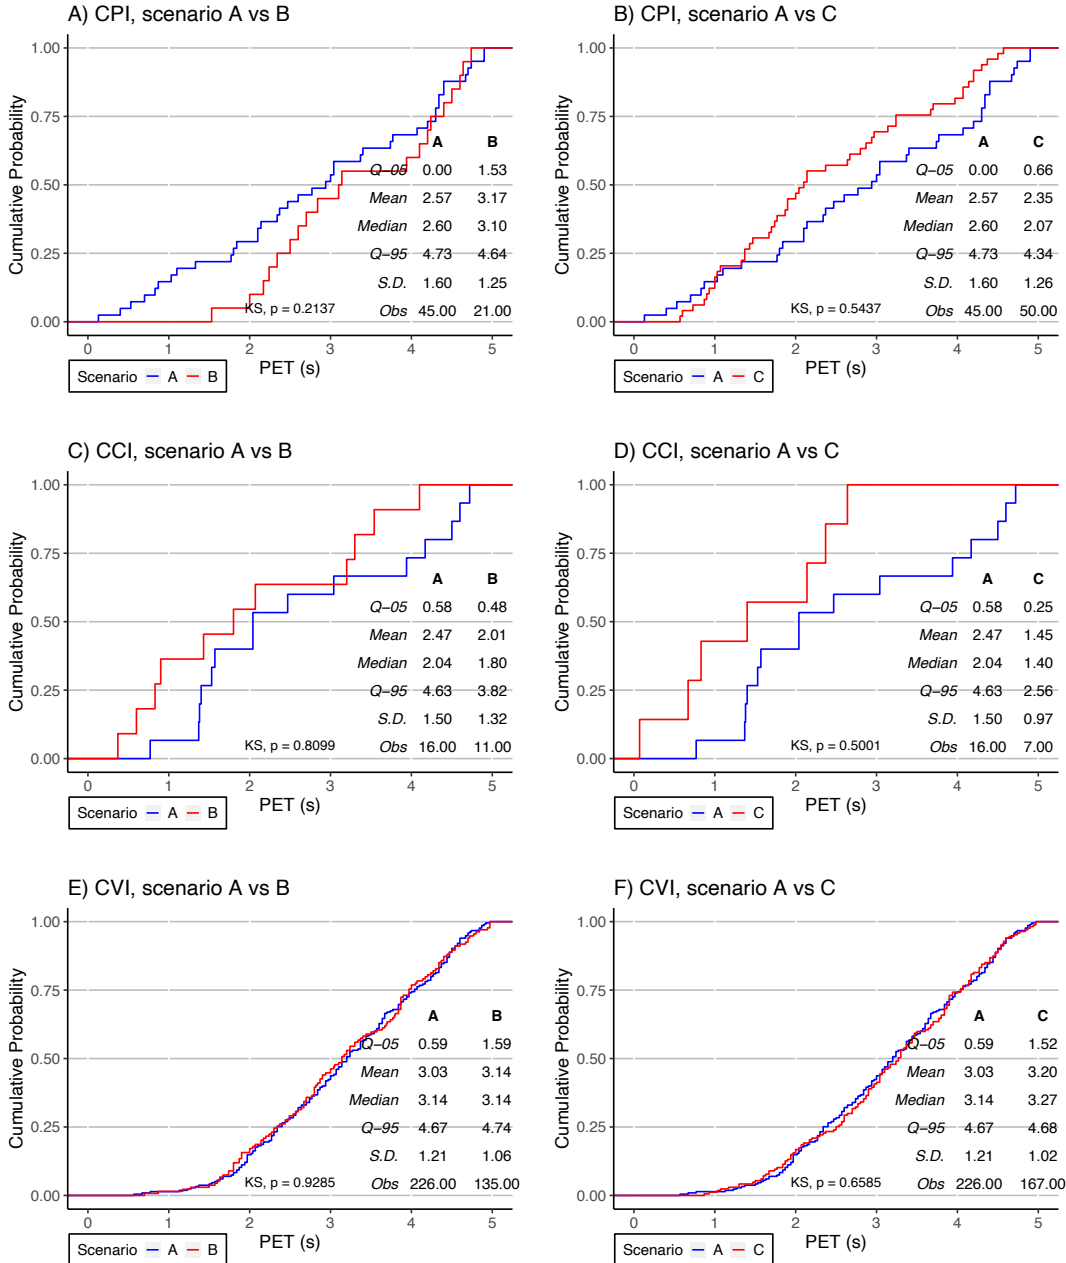 A) CPI, scenario A vs B
Cumulative Probability
1.00
0.75
0.50
0.25
0.00
A B
Q−05 0.00 1.53
Mean 2.57 3.17
Median 2.60 3.10
Q−95 4.73 4.64
S.D. 1.60 1.25
KS, p = 0.2137 Obs 45.00 21.00
0 1 2 3 4 5
PET (s)
Scenario A B
B) CPI, scenario A vs C
Cumulative Probability
1.00
0.75
0.50
0.25
0.00
A C
Q−05 0.00 0.66
Mean 2.57 2.35
Median 2.60 2.07
Q−95 4.73 4.34
S.D. 1.60 1.26
KS, p = 0.5437 Obs 45.00 50.00
0 1 2 3 4 5
PET (s)
Scenario A C
C) CCI, scenario A vs B
Cumulative Probability
1.00
0.75
0.50
0.25
0.00
A B
Q−05 0.58 0.48
Mean 2.47 2.01
Median 2.04 1.80
Q−95 4.63 3.82
S.D. 1.50 1.32
KS, p = 0.8099 Obs 16.00 11.00
0 1 2 3 4 5
PET (s)
Scenario A B
D) CCI, scenario A vs C
Cumulative Probability
1.00
0.75
0.50
0.25
0.00
A C
Q−05 0.58 0.25
Mean 2.47 1.45
Median 2.04 1.40
Q−95 4.63 2.56
S.D. 1.50 0.97
KS, p = 0.5001 Obs 16.00 7.00
0 1 2 3 4 5
PET (s)
Scenario A C
E) CVI, scenario A vs B
Cumulative Probability
1.00
0.75
0.50
0.25
0.00
A B
Q−05 0.59 1.59
Mean 3.03 3.14
Median 3.14 3.14
Q−95 4.67 4.74
S.D. 1.21 1.06
KS, p = 0.9285 Obs 226.00 135.00
0 1 2 3 4 5
PET (s)
Scenario A B
F) CVI, scenario A vs C
Cumulative Probability
1.00
0.75
0.50
0.25
0.00
A C
Q−05 0.59 1.52
Mean 3.03 3.20
Median 3.14 3.27
Q−95 4.67 4.68
S.D. 1.21 1.02
KS, p = 0.6585 Obs 226.00 167.00
0 1 2 3 4 5
PET (s)
Scenario A C